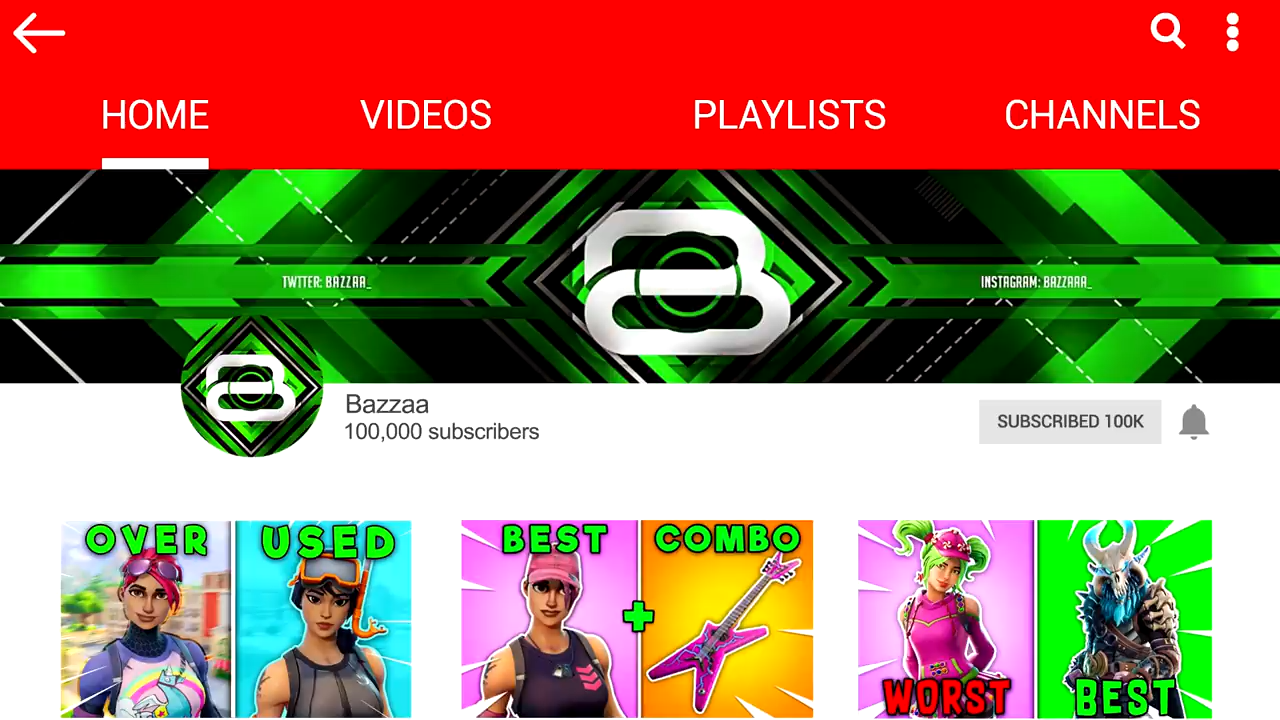 HOME VIDEOS PLAYLISTS CHANNELS
TWTTER: BAZZAA_ INSTAGRAM: BAZZAAA_
Bazzaa
100,000 subscribers
SUBSCRIBED 100K
OVER USED
BEST COMBO
+
WORST BEST